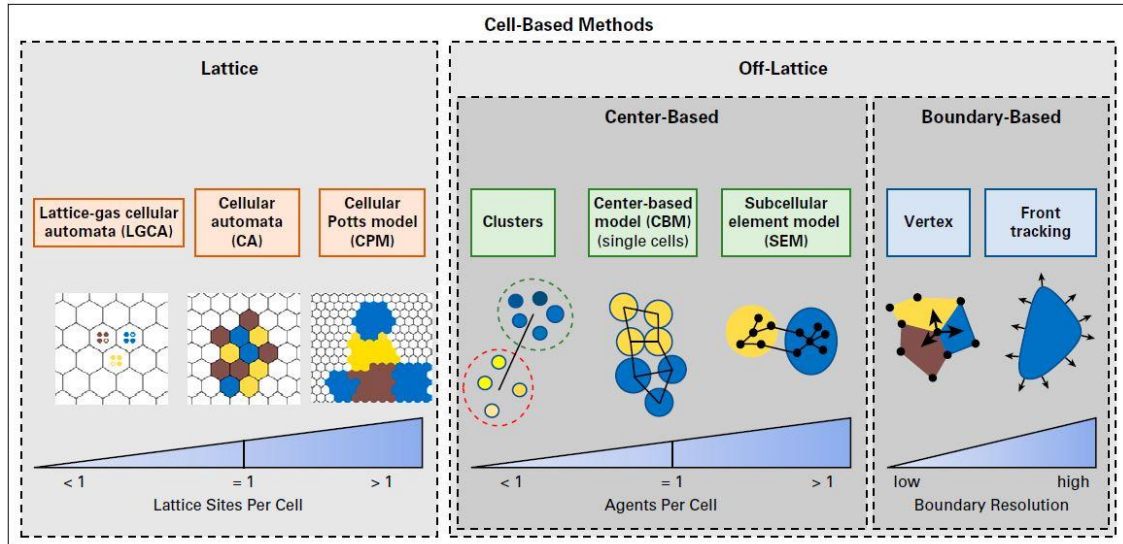 Cell-Based Methods
Lattice
Off-Lattice
Center-Based
Boundary-Based
Lattice-gas cellular
automata (LGCA)
Cellular
automata
(CA)
Cellular
Potts model
(CPM)
Clusters
Center-based
model (CBM)
(single cells)
Subcellular
element model
(SEM)
Vertex
Front
tracking
< 1
= 1
> 1
Lattice Sites Per Cell
< 1
= 1
> 1
Agents Per Cell
low
high
Boundary Resolution